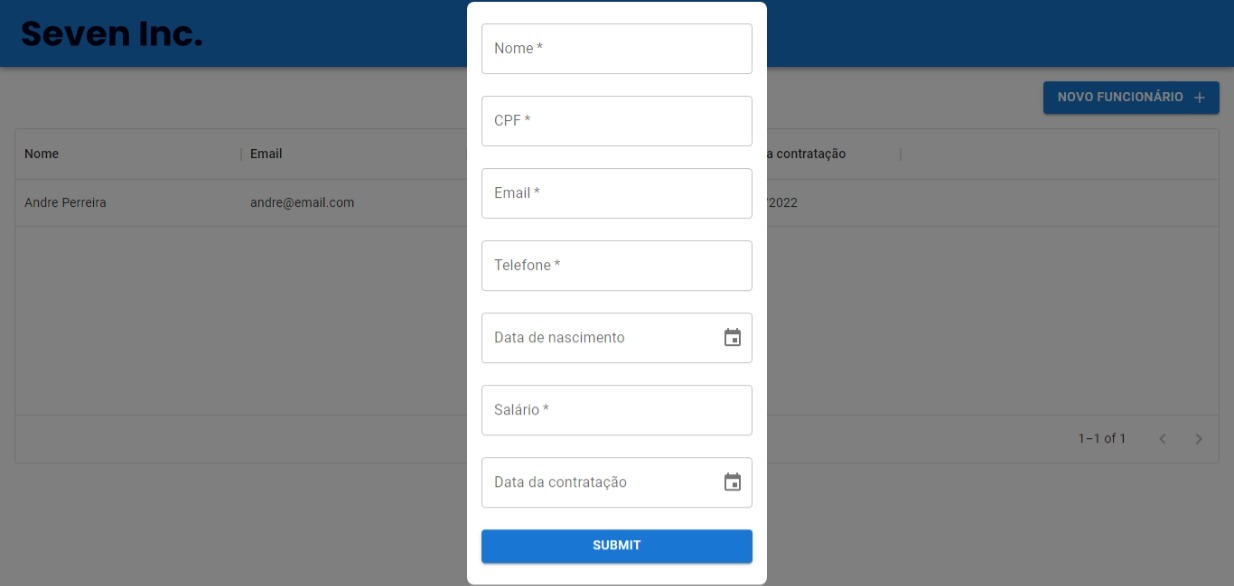 Seven Inc.
NOVO FUNCIONÁRIO
Nome
Email
a contratação
Andre Perreira
andre@email.com
/2022
Nome *
CPF *
Email *
Telefone *
Data de nascimento
Salário *
Data da contratação
SUBMIT
1–1 of 1